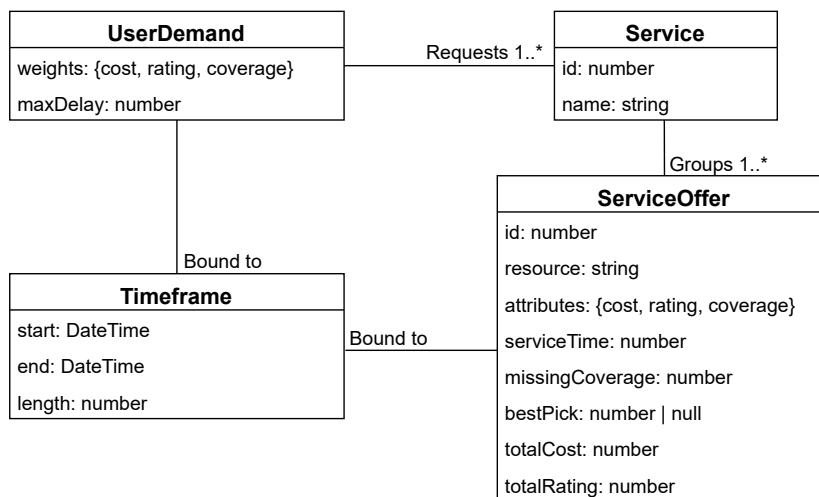 UserDemand
weights: {cost, rating, coverage}
maxDelay: number
Requests 1..*
Service
id: number
name: string
Groups 1..*
ServiceOffer
id: number
resource: string
attributes: {cost, rating, coverage}
serviceTime: number
missingCoverage: number
bestPick: number | null
totalCost: number
totalRating: number
Bound to
Timeframe
start: DateTime
end: DateTime
length: number
Bound to